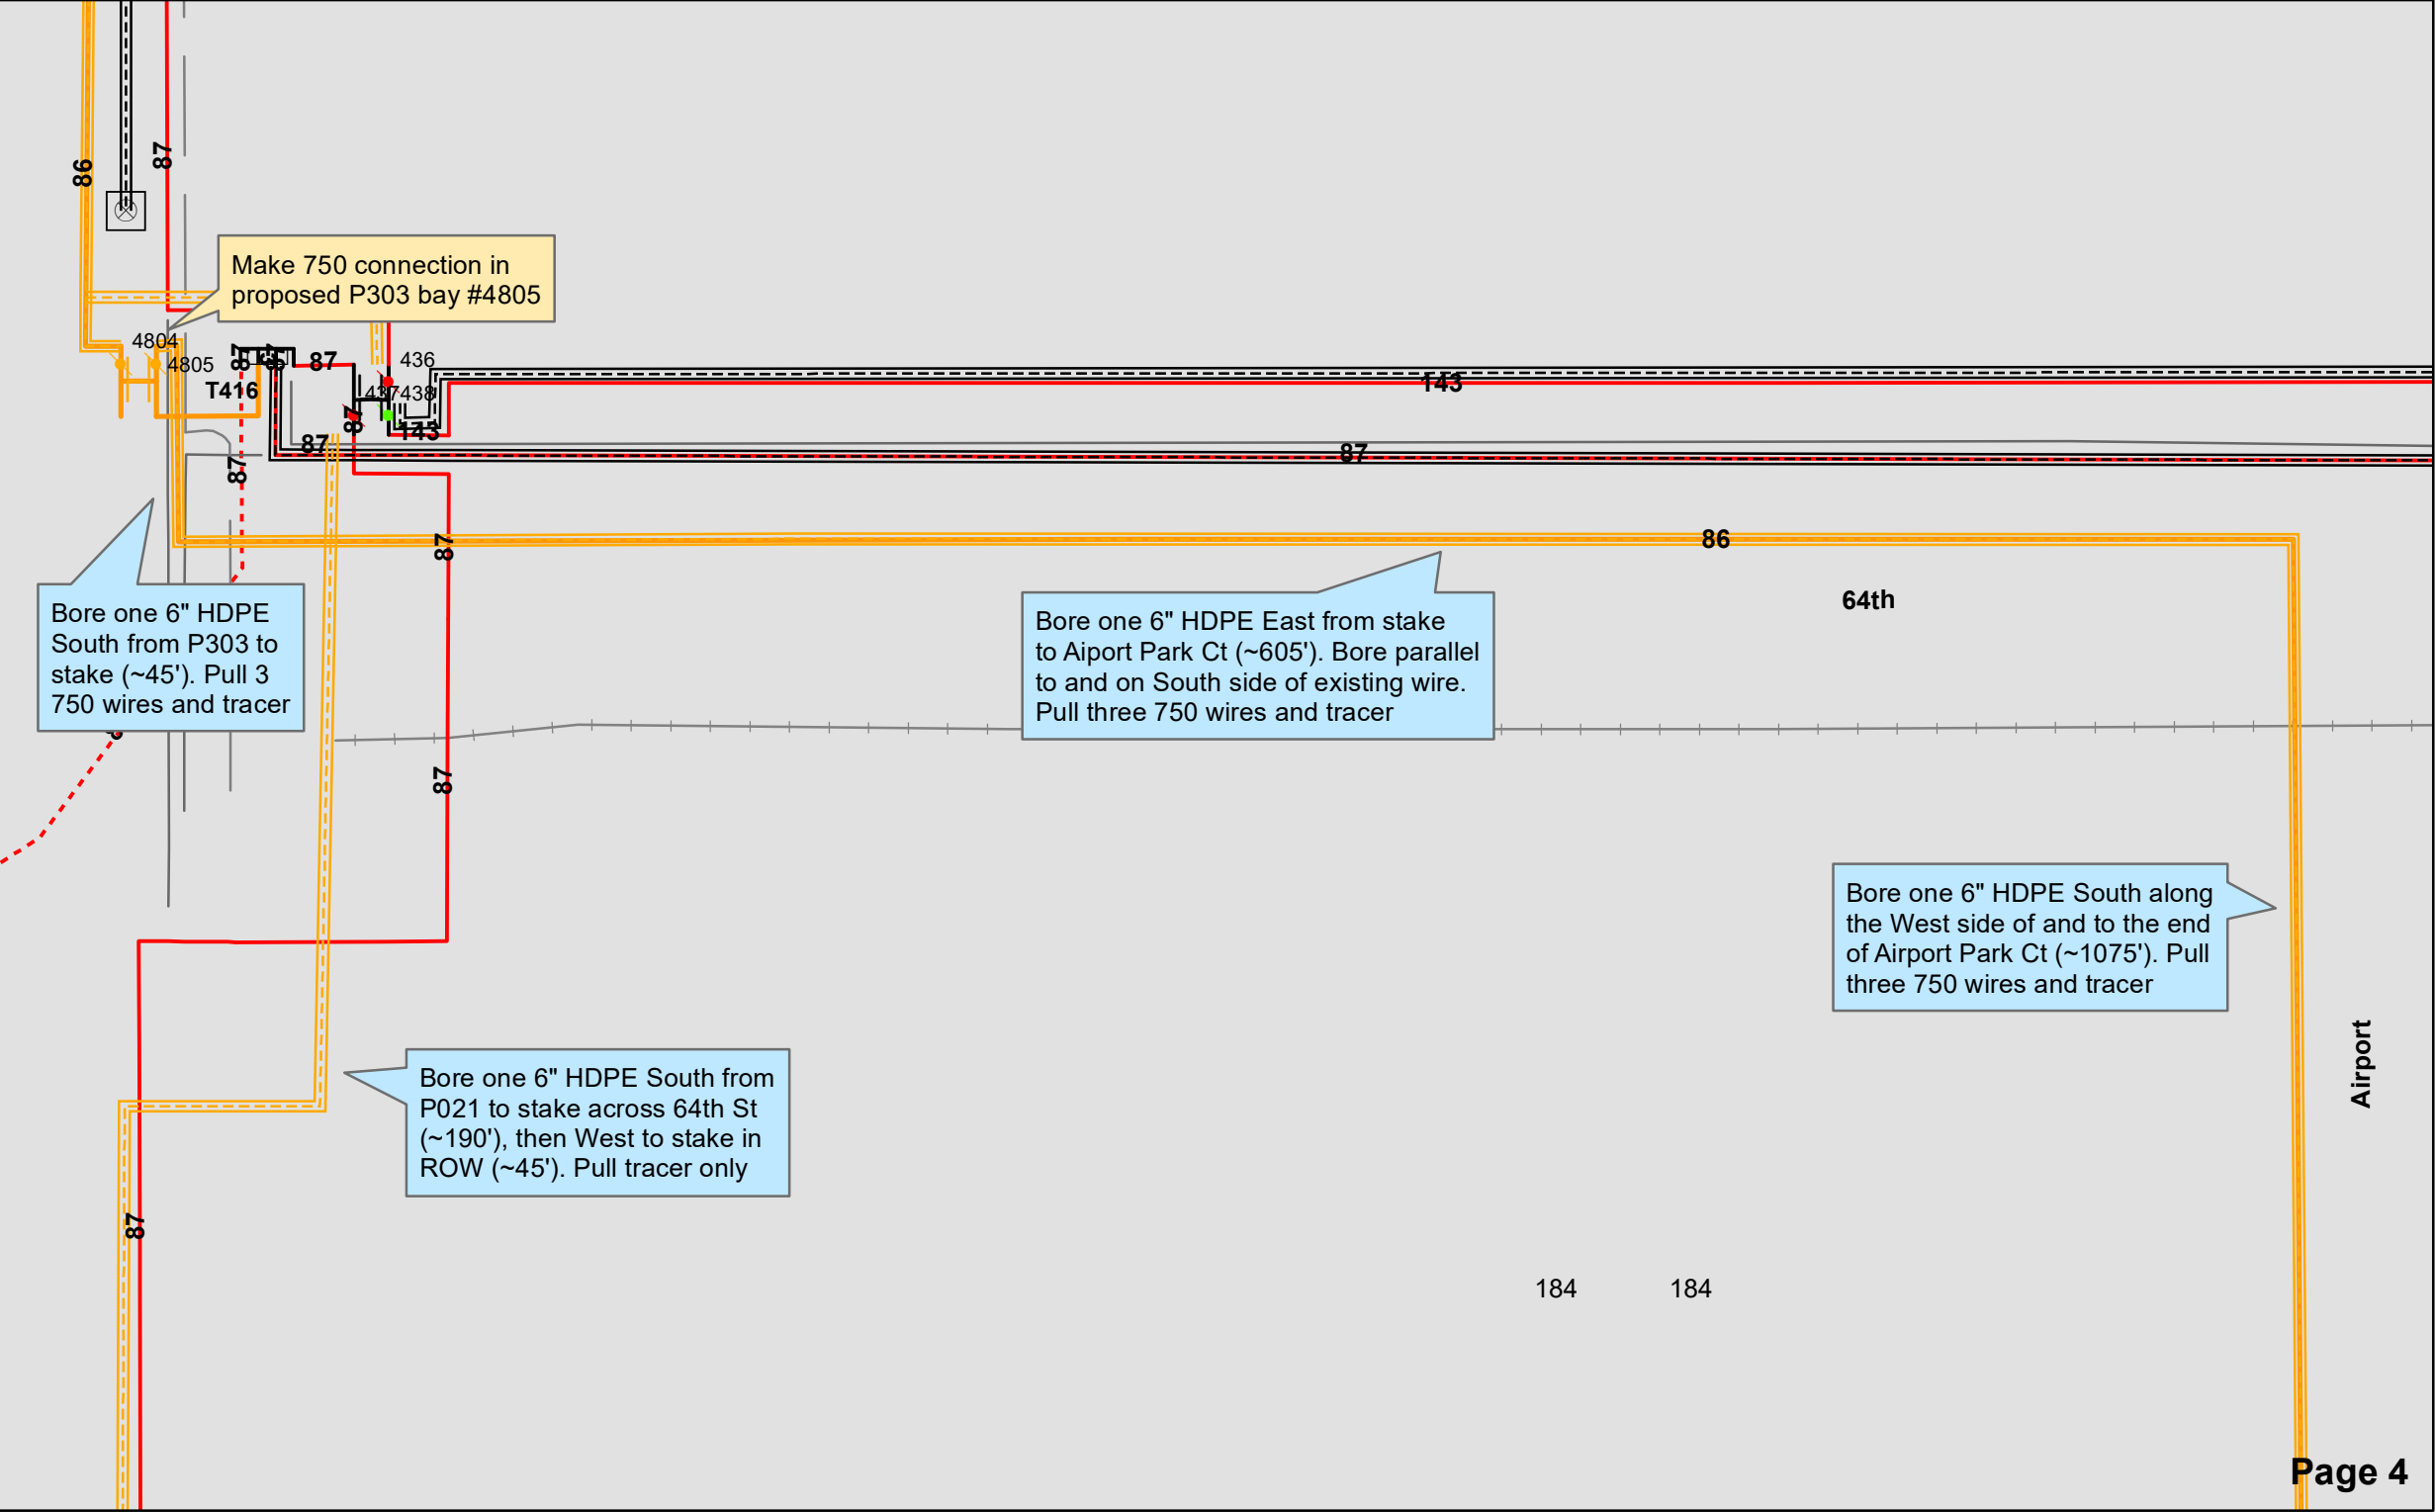 86
87
Make 750 connection in
proposed P303 bay #4805
4804
4805
T416
87
87
87
436
437
438
143
143
87
87
87
87
87
86
64th
Bore one 6" HDPE
South from P303 to
stake (~45'). Pull 3
750 wires and tracer
Bore one 6" HDPE East from stake
to Aiport Park Ct (~605'). Bore parallel
to and on South side of existing wire.
Pull three 750 wires and tracer
87
Bore one 6" HDPE South along
the West side of and to the end
of Airport Park Ct (~1075'). Pull
three 750 wires and tracer
Airport
Bore one 6" HDPE South from
P021 to stake across 64th St
(~190'), then West to stake in
ROW (~45'). Pull tracer only
87
184 184
Page 4